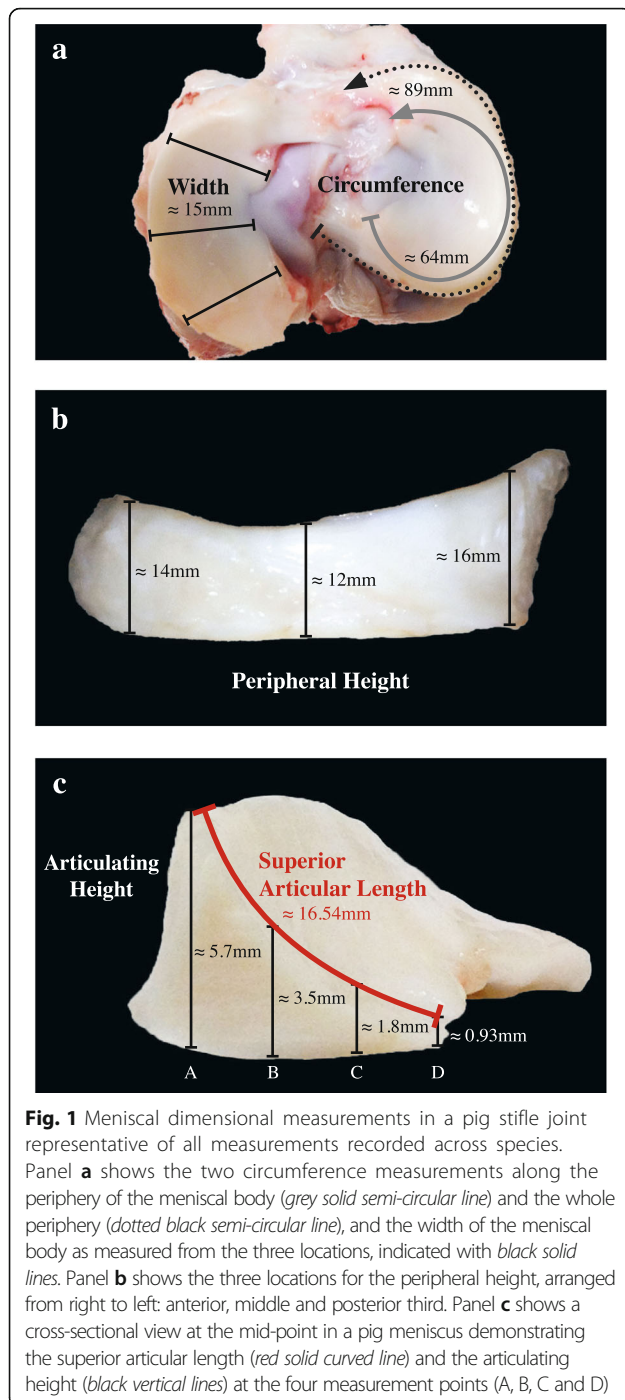 a
≈ 89mm
Width
Circumference
≈ 15mm
≈ 64mm
b
≈ 14mm
≈ 12mm
≈ 16mm
Peripheral Height
c
Articulating
Height
Superior
Articular Length
≈ 16.54mm
≈ 5.7mm
≈ 3.5mm
≈ 1.8mm
≈ 0.93mm
A B C D
Fig. 1 Meniscal dimensional measurements in a pig stifle joint
representative of all measurements recorded across species.
Panel a shows the two circumference measurements along the
periphery of the meniscal body (grey solid semi-circular line) and the whole
periphery (dotted black semi-circular line), and the width of the meniscal
body as measured from the three locations, indicated with black solid
lines. Panel b shows the three locations for the peripheral height, arranged
from right to left: anterior, middle and posterior third. Panel c shows a
cross-sectional view at the mid-point in a pig meniscus demonstrating
the superior articular length (red solid curved line) and the articulating
height (black vertical lines) at the four measurement points (A, B, C and D)